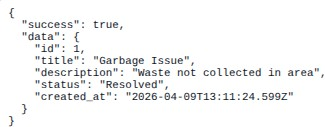 {
  "success": true,
  "data": {
    "id": 1,
    "title": "Garbage Issue",
    "description": "Waste not collected in area",
    "status": "Resolved",
    "created_at": "2026-04-09T13:11:24.599Z"
  }
}